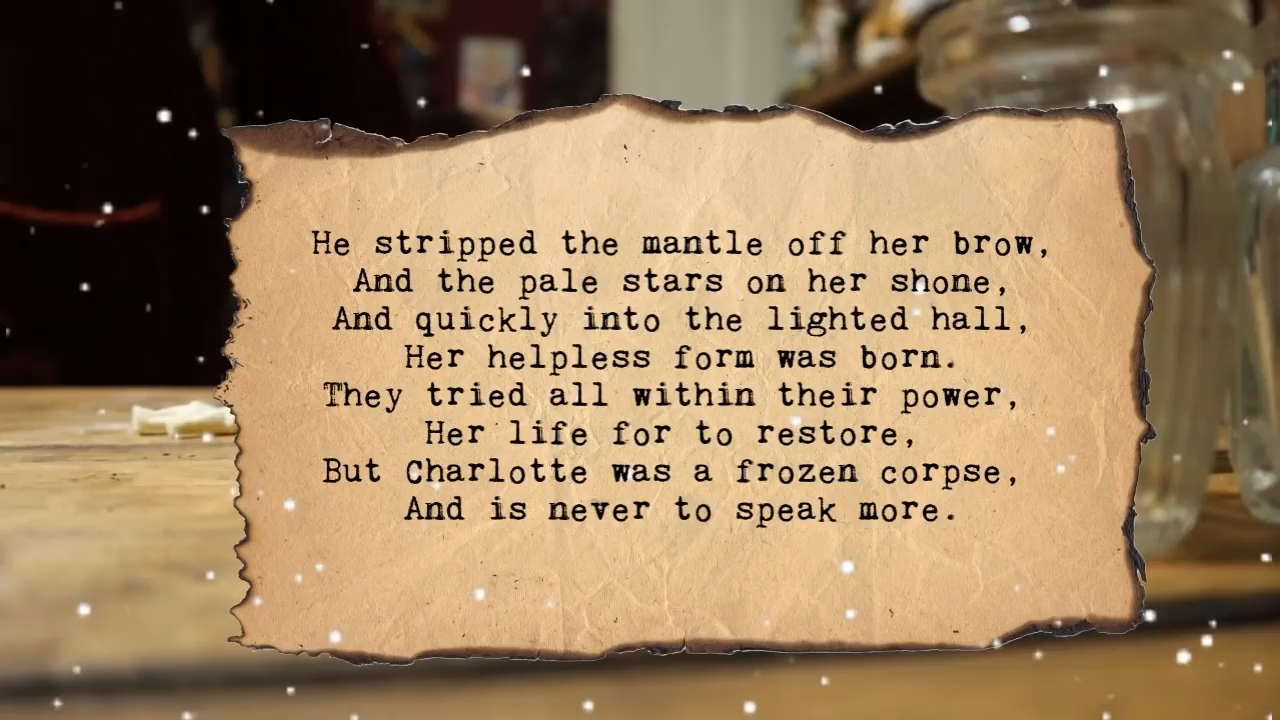 He stripped the mantle off her brow,
And the pale stars on her shone,
And quickly into the lighted hall,
Her helpless form was born.
They tried all within their power,
Her life for to restore,
But Charlotte was a frozen corpse,
And is never to speak more.